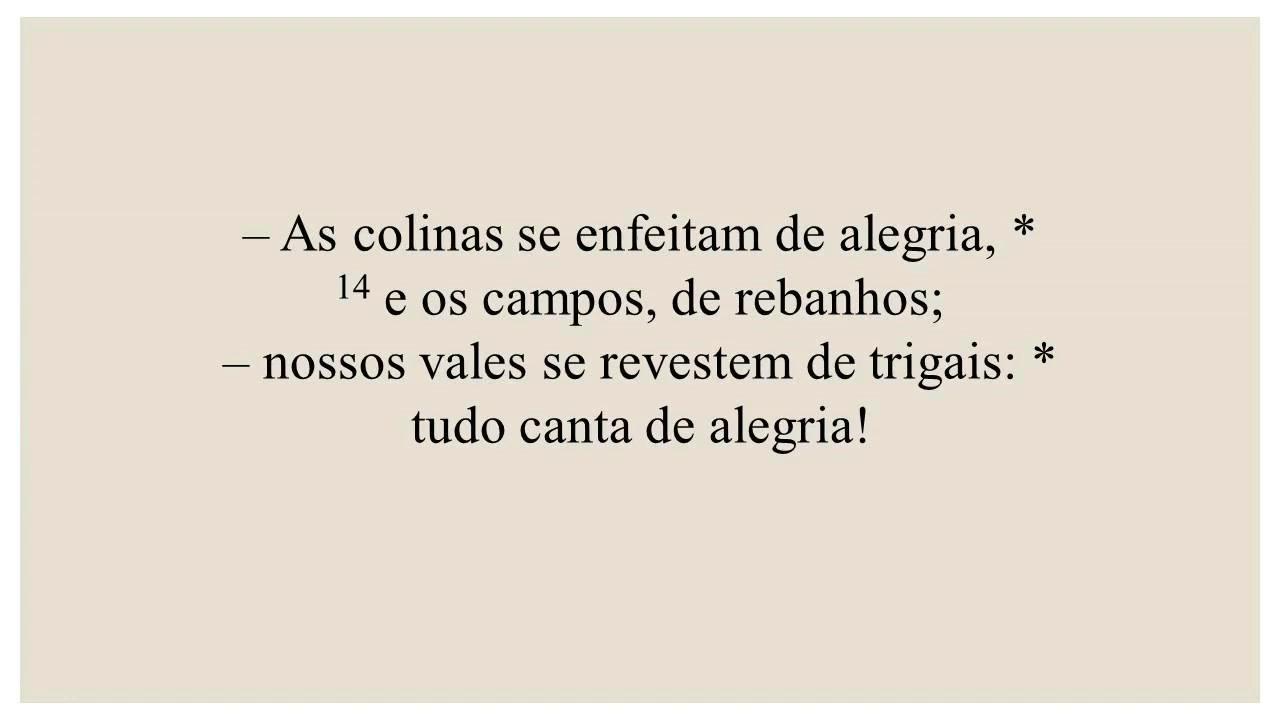 – As colinas se enfeitam de alegria, *
¹⁴ e os campos, de rebanhos;
– nossos vales se revestem de trigais: *
tudo canta de alegria!